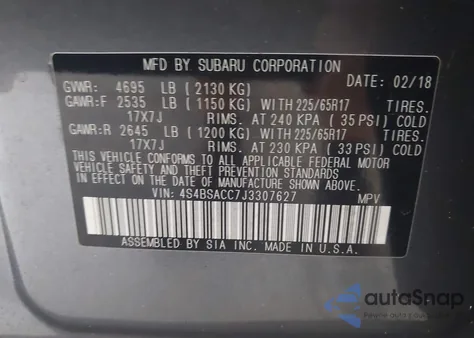 MFD BY SUBARU CORPORATION
DATE: 02/18
GVWR: 4695 LB ( 2130 KG)
GAWR:F 2535 LB ( 1150 KG) WITH 225/65R17 TIRES.
17X7J RIMS. AT 240 KPA ( 35 PSI) COLD
GAWR:R 2645 LB ( 1200 KG) WITH 225/65R17 TIRES.
17X7J RIMS. AT 230 KPA ( 33 PSI) COLD
THIS VEHICLE CONFORMS TO ALL APPLICABLE FEDERAL MOTOR
VEHICLE SAFETY AND THEFT PREVENTION STANDARDS IN EFFECT
ON THE DATE OF MANUFACTURE SHOWN ABOVE.
VIN: 4S4BSACC7J3307627 MPV
ASSEMBLED BY SIA INC. MADE IN U.S.A.
autoSnap